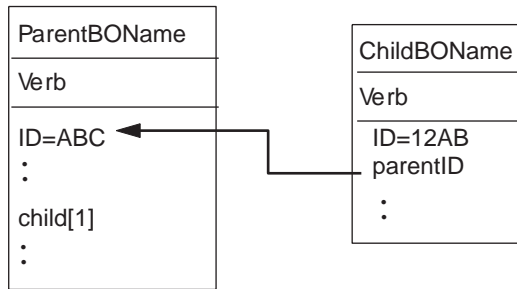 ParentBOName
Verb
ID=ABC
:
child[1]
:
ChildBOName
Verb
ID=12AB
parentID
: